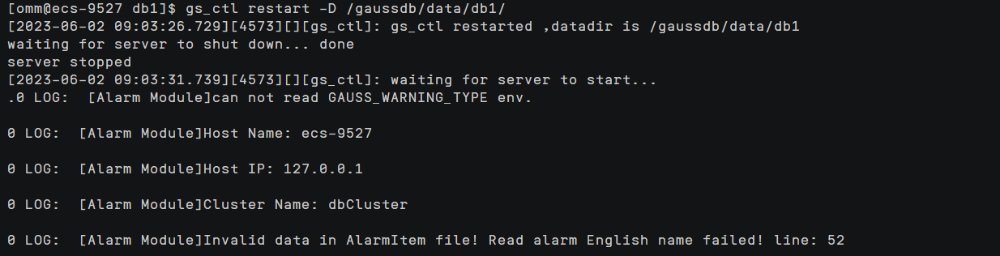 [omm@ecs-9527 db1]$ gs_ctl restart -D /gaussdb/data/db1/
[2023-06-02 09:03:26.729][4573][][gs_ctl]: gs_ctl restarted ,datadir is /gaussdb/data/db1
waiting for server to shut down... done
server stopped
[2023-06-02 09:03:31.739][4573][][gs_ctl]: waiting for server to start...
.0 LOG:  [Alarm Module]can not read GAUSS_WARNING_TYPE env.
0 LOG:  [Alarm Module]Host Name: ecs-9527
0 LOG:  [Alarm Module]Host IP: 127.0.0.1
0 LOG:  [Alarm Module]Cluster Name: dbCluster
0 LOG:  [Alarm Module]Invalid data in AlarmItem file! Read alarm English name failed! line: 52